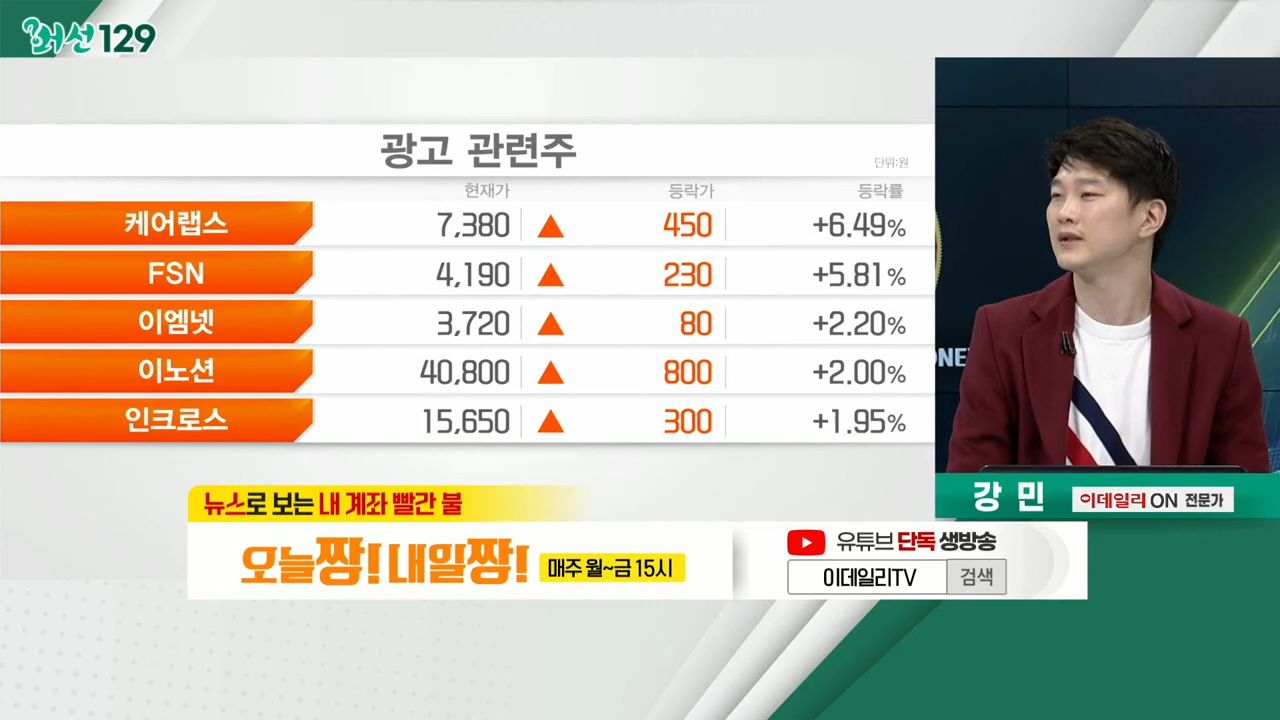 머선129
광고 관련주
단위:원
현재가 등락가 등락률
케어랩스 7,380 ▲ 450 +6.49%
FSN 4,190 ▲ 230 +5.81%
이엠넷 3,720 ▲ 80 +2.20%
이노션 40,800 ▲ 800 +2.00%
인크로스 15,650 ▲ 300 +1.95%
강 민 이데일리ON 전문가
뉴스로 보는 내 계좌 빨간 불
오늘짱! 내일짱! 매주 월~금 15시
유튜브 단독 생방송
이데일리TV 검색